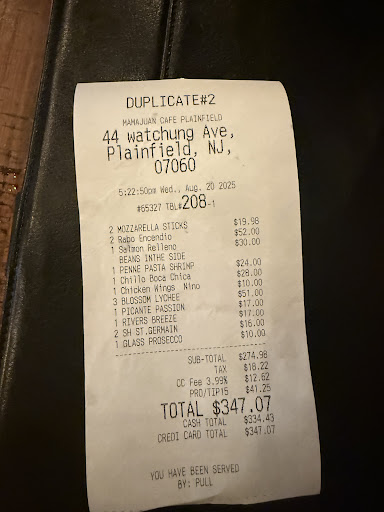 DUPLICATE#2
MAMAJUAN CAFE PLAINFIELD
44 Watchung Ave,
Plainfield, NJ,
07060
5:22:50pm Wed., Aug. 20 2025
#65327 TBL#208-1
2 MOZZARELLA STICKS $19.98
2 Rabo Encendio $52.00
1 Salmon Relleno $30.00
BEANS INTHE SIDE
1 PENNE PASTA SHRIMP $24.00
1 Chillo Boca Chica $28.00
1 Chicken Wings Nino $10.00
3 BLOSSOM LYCHEE $51.00
1 PICANTE PASSION $17.00
1 RIVERS BREEZE $17.00
2 SH ST.GERMAIN $16.00
1 GLASS PROSECCO $10.00
SUB-TOTAL $274.98
TAX $18.22
CC Fee 3.99% $12.62
PRO/TIP15 $41.25
TOTAL $347.07
CASH TOTAL $334.45
CREDI CARD TOTAL $347.07
YOU HAVE BEEN SERVED
BY: PULL